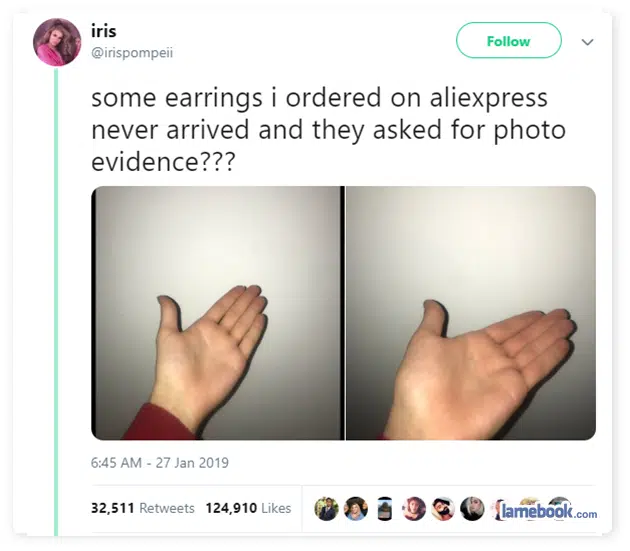 iris
@irispompeii
Follow
some earrings i ordered on aliexpress
never arrived and they asked for photo
evidence???
6:45 AM - 27 Jan 2019
32,511 Retweets 124,910 Likes
lamebook.com